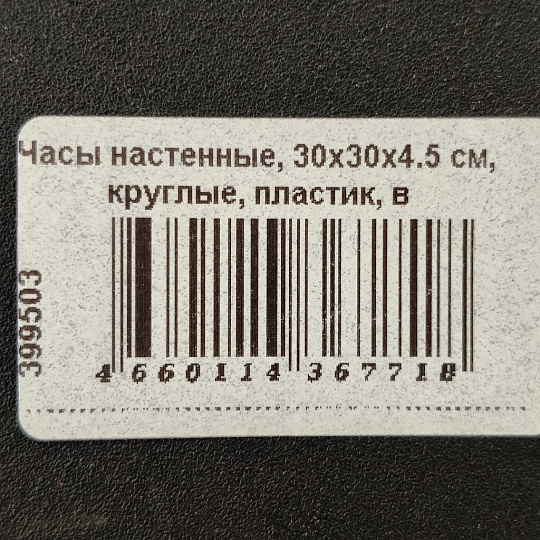 Часы настенные, 30x30x4.5 см,
круглые, пластик, в
399503
4 660114 367718